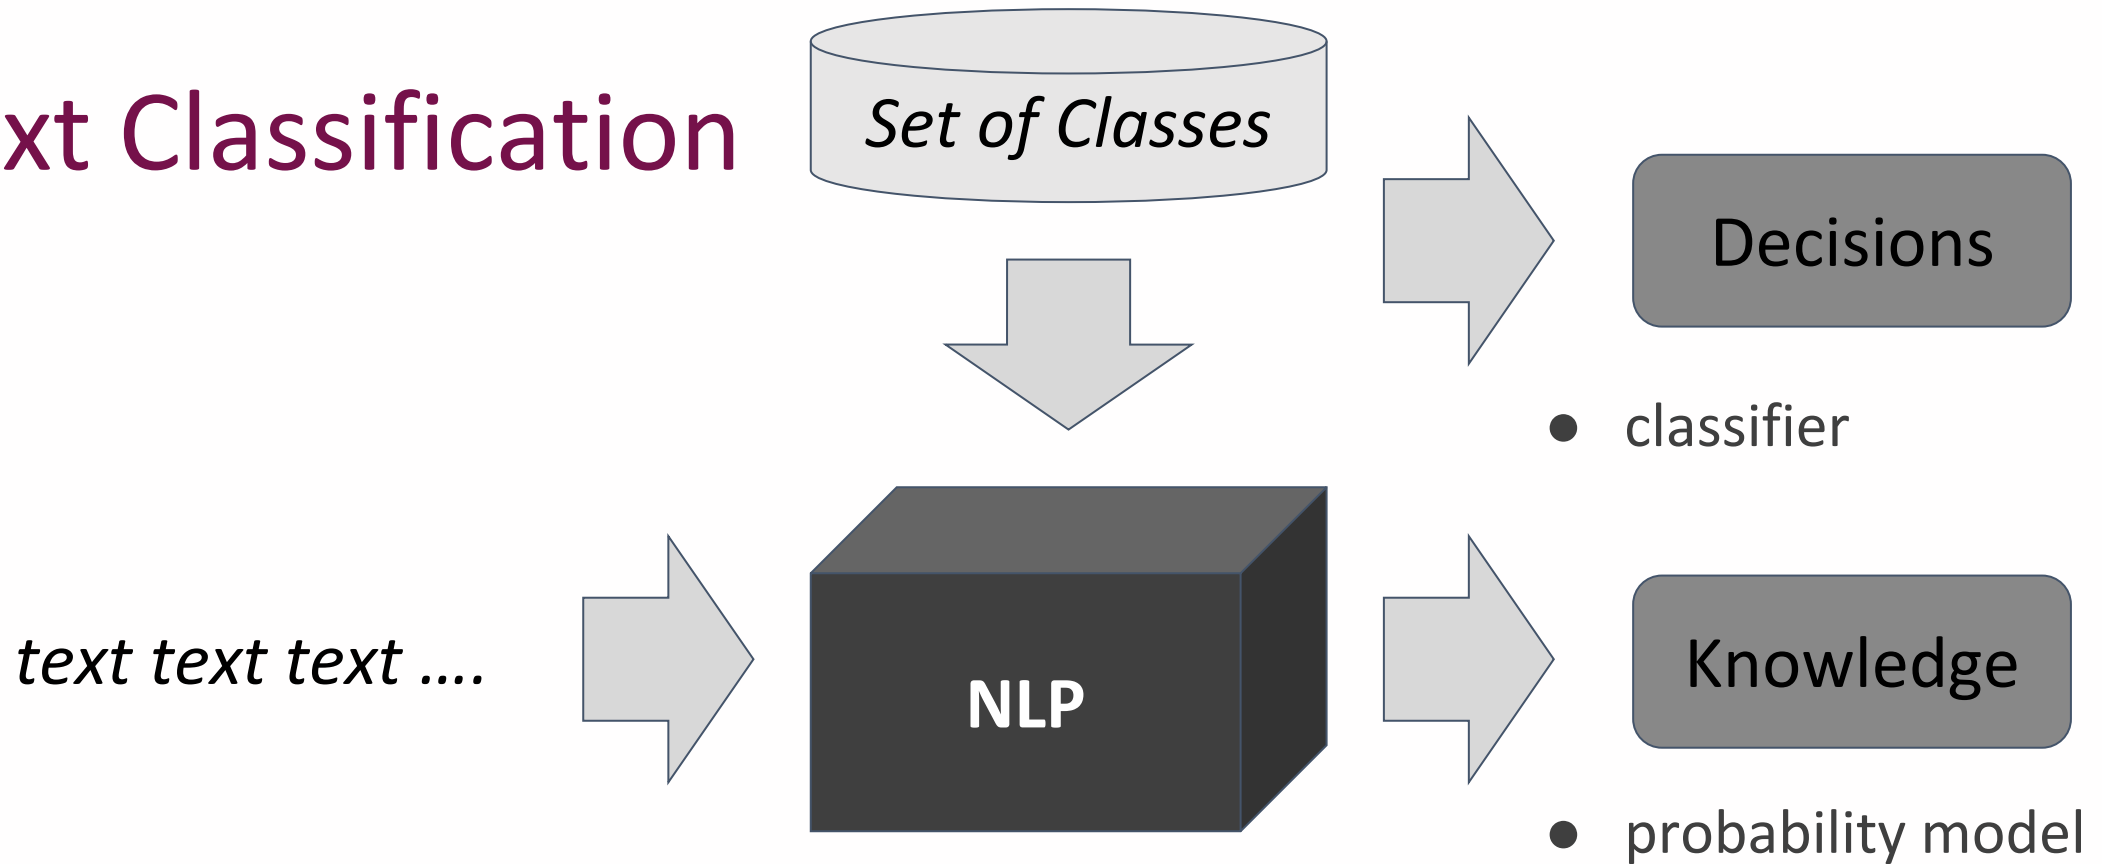 xt Classification
Set of Classes
Decisions
● classifier
text text text ....
NLP
Knowledge
● probability model